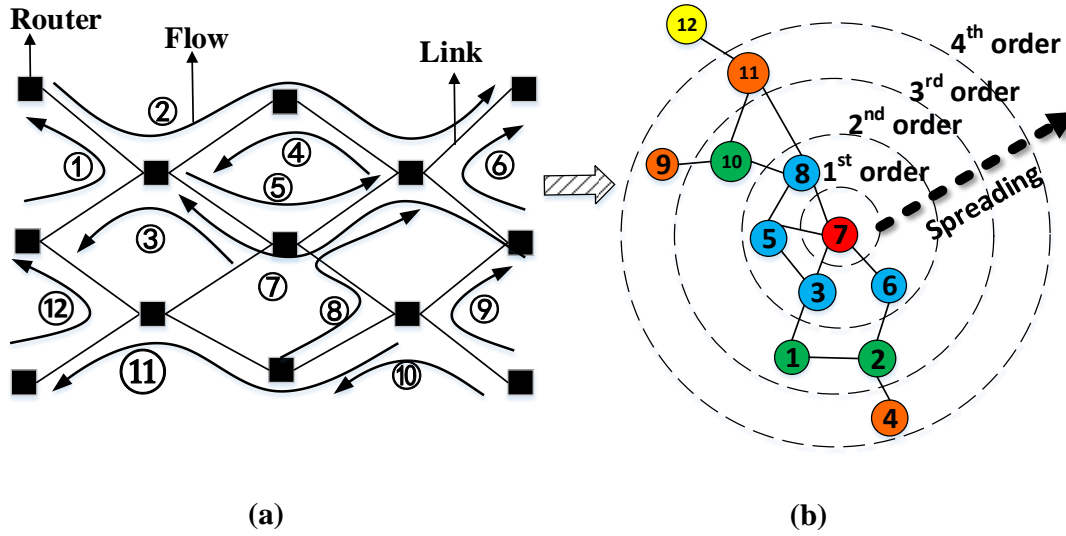 Router
Flow
Link
②
①
④
⑤
⑥
③
⑦
⑧
⑫
⑨
⑪
⑩
(a)
12
11
4th order
3rd order
2nd order
1st order
Spreading
9
10
8
5
7
3
6
1
2
4
(b)